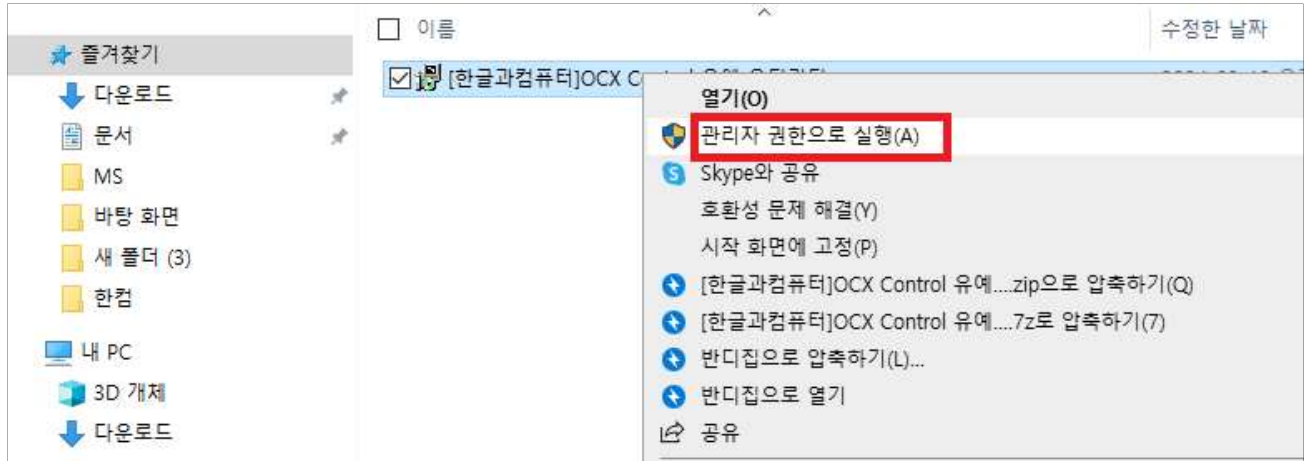 이름
수정한 날짜
즐겨찾기
[한글과컴퓨터]OCX C
다운로드
열기(O)
문서
관리자 권한으로 실행(A)
MS
Skype와 공유
바탕 화면
호환성 문제 해결(Y)
새 폴더 (3)
시작 화면에 고정(P)
한컴
[한글과컴퓨터]OCX Control 유예....zip으로 압축하기(Q)
[한글과컴퓨터]OCX Control 유예....7z로 압축하기(7)
내 PC
반디집으로 압축하기(L)...
3D 개체
반디집으로 열기
다운로드
공유